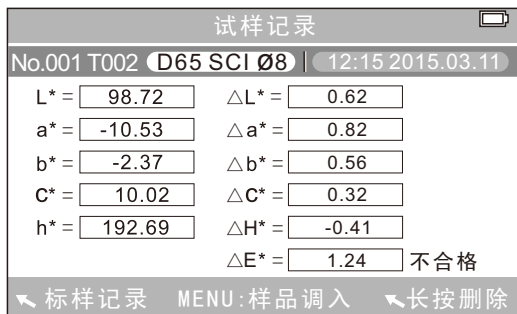 试样记录
No.001 T002 D65 SCI Ø8 12:15 2015.03.11
L* = 98.72 △L* = 0.62
a* = -10.53 △a* = 0.82
b* = -2.37 △b* = 0.56
C* = 10.02 △C* = 0.32
h* = 192.69 △H* = -0.41
△E* = 1.24 不合格
标样记录 MENU:样品调入 长按删除